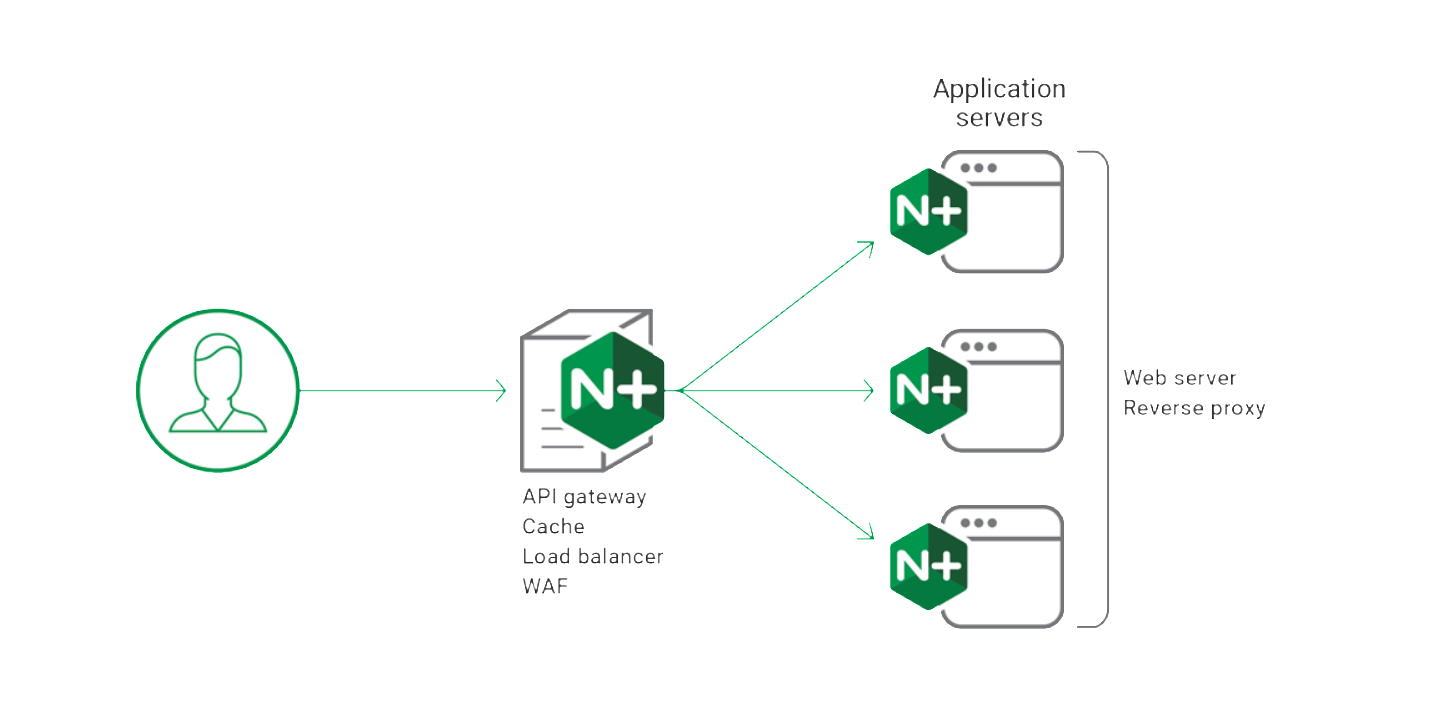 Application
servers
N+
N+
N+
N+
Web server
Reverse proxy
API gateway
Cache
Load balancer
WAF